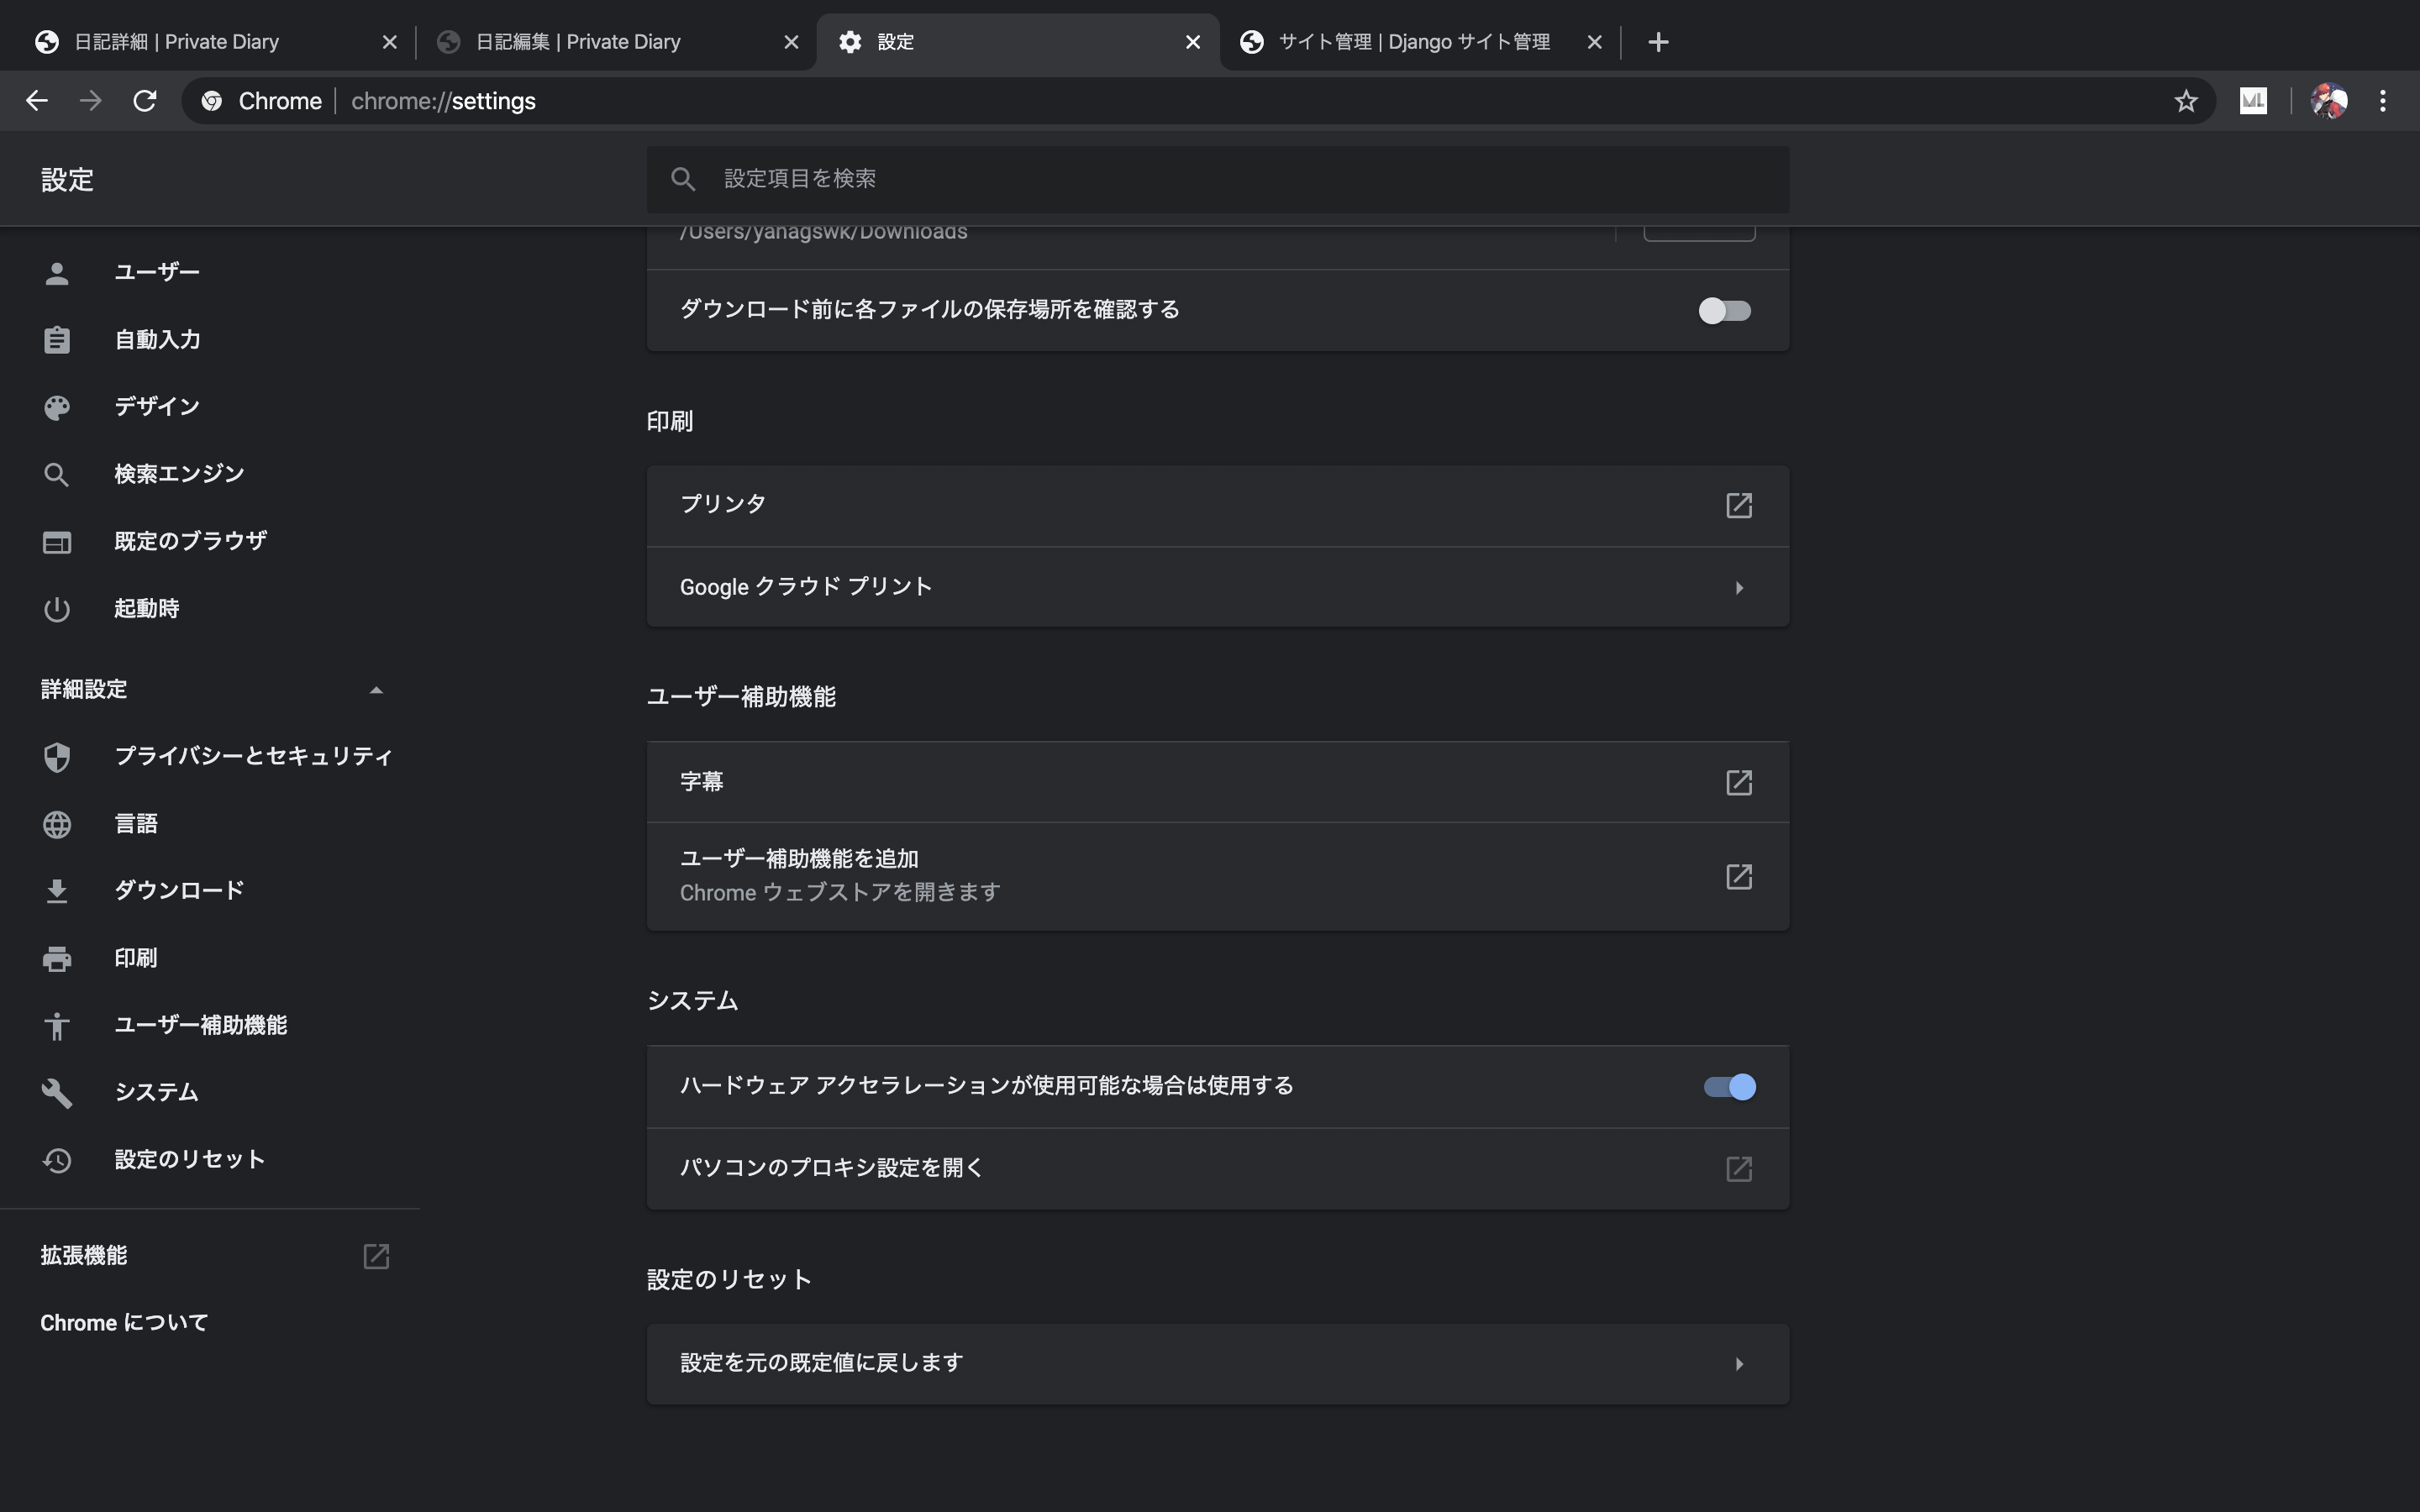 日記詳細 | Private Diary
日記編集 | Private Diary
設定
サイト管理 | Django サイト管理
Chrome
chrome://settings
ML
設定
設定項目を検索
ユーザー
自動入力
デザイン
検索エンジン
既定のブラウザ
起動時
詳細設定
プライバシーとセキュリティ
言語
ダウンロード
印刷
ユーザー補助機能
システム
設定のリセット
拡張機能
Chrome について
/Users/yanagswk/Downloads
ダウンロード前に各ファイルの保存場所を確認する
印刷
プリンタ
Google クラウド プリント
ユーザー補助機能
字幕
ユーザー補助機能を追加
Chrome ウェブストアを開きます
システム
ハードウェア アクセラレーションが使用可能な場合は使用する
パソコンのプロキシ設定を開く
設定のリセット
設定を元の既定値に戻します